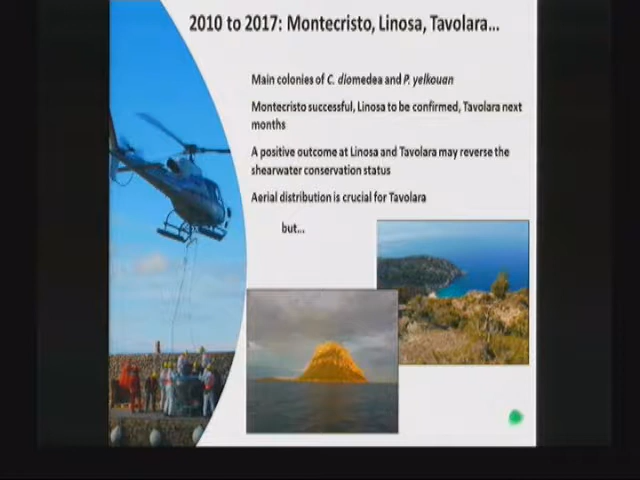 2010 to 2017: Montecristo, Linosa, Tavolara...
Main colonies of C. diomedea and P. yelkouan
Montecristo successful, Linosa to be confirmed, Tavolara next
months
A positive outcome at Linosa and Tavolara may reverse the
shearwater conservation status
Aerial distribution is crucial for Tavolara
but...